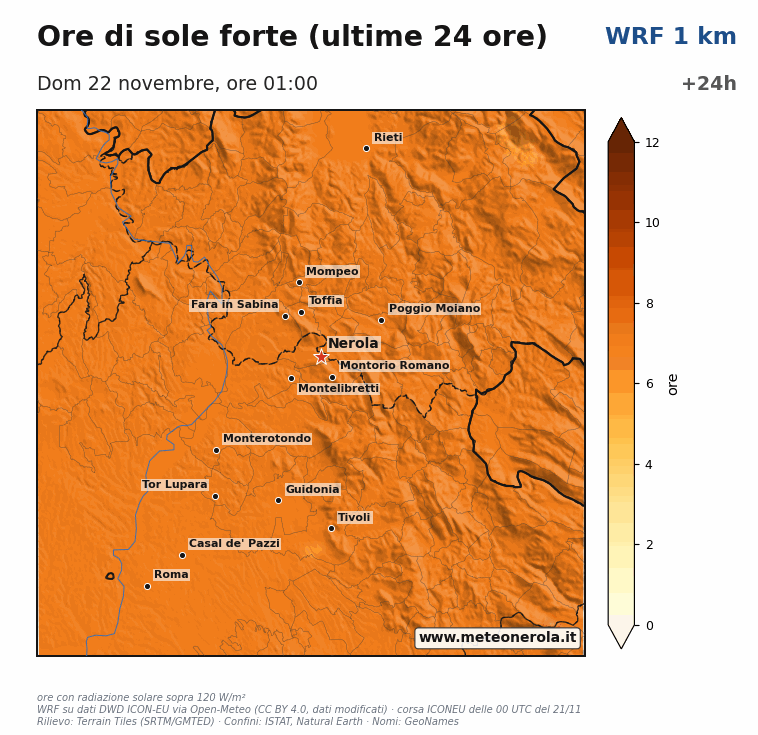 Ore di sole forte (ultime 24 ore)
WRF 1 km
Dom 22 novembre, ore 01:00
+24h
Rieti
Mompeo
Toffia
Fara in Sabina
Poggio Moiano
Nerola
Montorio Romano
Montelibretti
Monterotondo
Tor Lupara
Guidonia
Tivoli
Casal de' Pazzi
Roma
www.meteonerola.it
12
10
8
6
4
2
0
ore
ore con radiazione solare sopra 120 W/m²
WRF su dati DWD ICON-EU via Open-Meteo (CC BY 4.0, dati modificati) · corsa ICONEU delle 00 UTC del 21/11
Rilievo: Terrain Tiles (SRTM/GMTED) · Confini: ISTAT, Natural Earth · Nomi: GeoNames